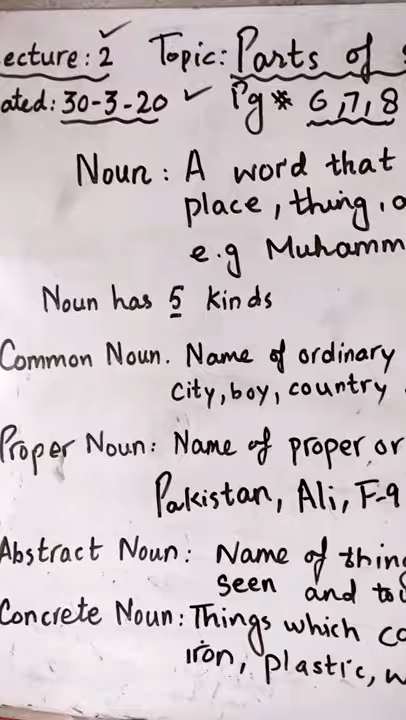 ecture: 2 Topic: Parts of
ated: 30-3-20 Pg # 6,7,8
Noun: A word that
place, thing,
e.g Muhamm
Noun has 5 kinds
Common Noun. Name of ordinary
City, boy, country
Proper Noun: Name of proper or
Pakistan, Ali, F-9
Abstract Noun: Name of thing
seen and to
Concrete Noun: Things which ca
iron, plastic, w